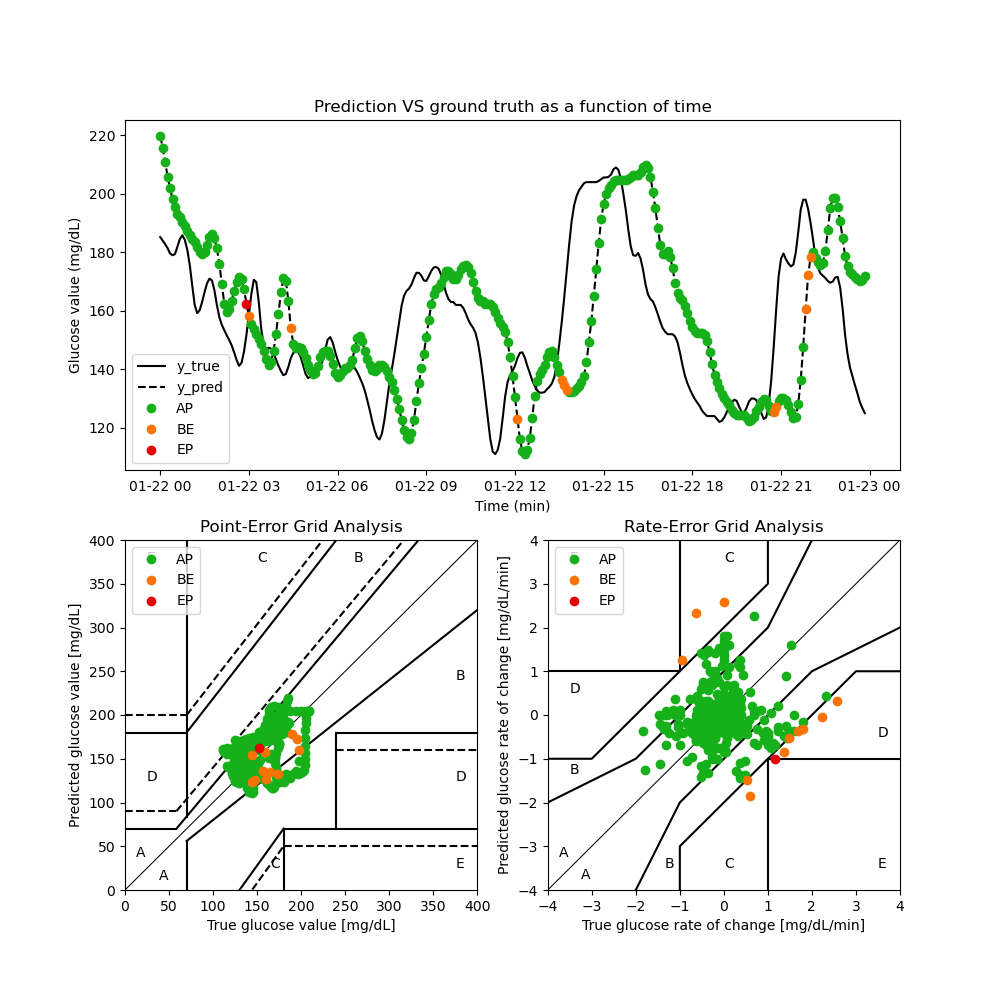 Prediction VS ground truth as a function of time
Glucose value (mg/dL)
220
200
180
160
140
120
y_true
y_pred
AP
BE
EP
01-22 00 01-22 03 01-22 06 01-22 09 01-22 12 01-22 15 01-22 18 01-22 21 01-23 00
Time (min)
Point-Error Grid Analysis
Predicted glucose value [mg/dL]
400
350
300
250
200
150
100
50
0
AP
BE
EP
C
B
B
D
D
A
A
C
E
0 50 100 150 200 250 300 350 400
True glucose value [mg/dL]
Rate-Error Grid Analysis
Predicted glucose rate of change [mg/dL/min]
4
3
2
1
0
−1
−2
−3
−4
AP
BE
EP
C
D
D
B
A
A
B
C
E
−4 −3 −2 −1 0 1 2 3 4
True glucose rate of change [mg/dL/min]